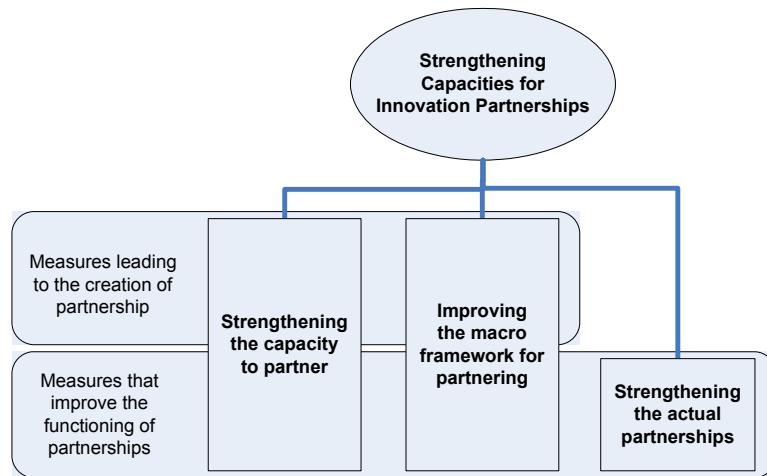 Strengthening
Capacities for
Innovation Partnerships
Measures leading
to the creation of
partnership
Strengthening
the capacity
to partner
Improving
the macro
framework for
partnering
Measures that
improve the
functioning of
partnerships
Strengthening
the actual
partnerships